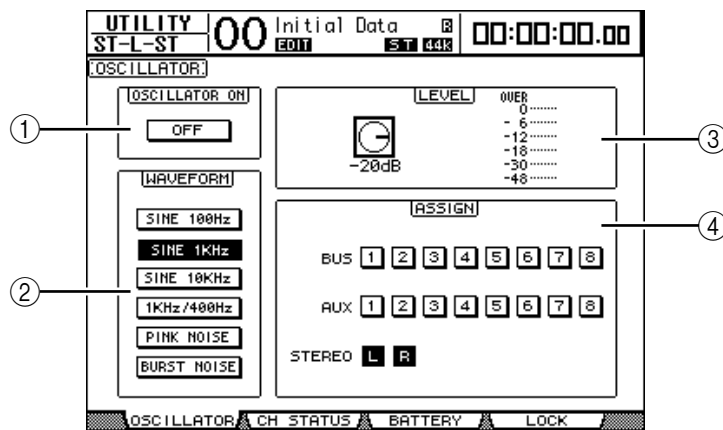 UTILITY
ST-L-ST
00
Initial Data
R
EDIT
ST
44K
00:00:00.00
OSCILLATOR
OSCILLATOR ON
OFF
1
WAVEFORM
SINE 100Hz
SINE 1KHz
SINE 10KHz
1KHz/400Hz
PINK NOISE
BURST NOISE
2
LEVEL
-20dB
OVER
0
- 6
-12
-18
-30
-48
3
ASSIGN
4
BUS 1 2 3 4 5 6 7 8
AUX 1 2 3 4 5 6 7 8
STEREO L R
OSCILLATOR CH STATUS BATTERY LOCK